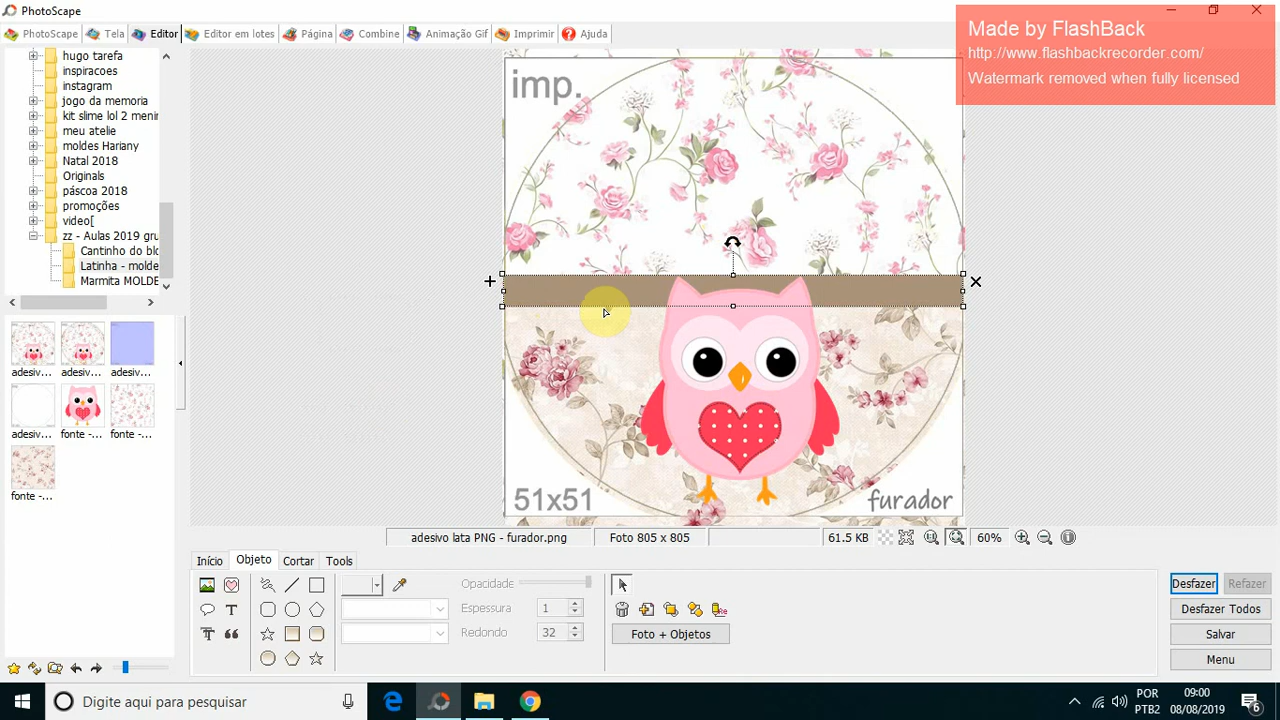 PhotoScape
Made by FlashBack
http://www.flashbackrecorder.com/
Watermark removed when fully licensed
PhotoScape
Tela
Editor
Editor em lotes
Página
Combine
Animação Gif
Imprimir
Ajuda
hugo tarefa
inspiracoes
instagram
jogo da memoria
kit slime lol 2 menir
meu atelie
moldes Hariany
Natal 2018
Originals
páscoa 2018
promoções
video[
zz - Aulas 2019 gru
Cantinho do blo
Latinha - molde
Marmita MOLDE
adesiv...
adesiv...
adesiv...
adesiv...
fonte -...
fonte -...
fonte -...
imp.
51x51
furador
adesivo lata PNG - furador.png
Foto 805 x 805
61.5 KB
60%
Início
Objeto
Cortar
Tools
Opacidade
Espessura
1
Redondo
32
Foto + Objetos
Desfazer
Refazer
Desfazer Todos
Salvar
Menu
Digite aqui para pesquisar
POR
PTB2
09:00
08/08/2019
6